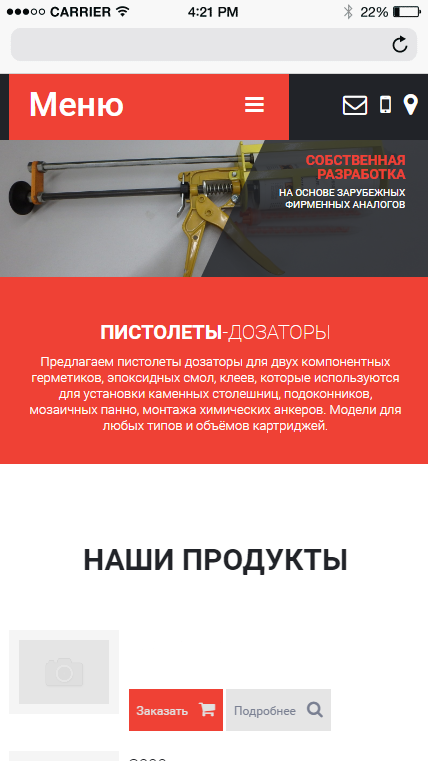 CARRIER 4:21 PM 22%
Меню
СОБСТВЕННАЯ
РАЗРАБОТКА
НА ОСНОВЕ ЗАРУБЕЖНЫХ
ФИРМЕННЫХ АНАЛОГОВ
ПИСТОЛЕТЫ-ДОЗАТОРЫ
Предлагаем пистолеты дозаторы для двух компонентных
герметиков, эпоксидных смол, клеев, которые используются
для установки каменных столешниц, подоконников,
мозаичных панно, монтажа химических анкеров. Модели для
любых типов и объёмов картриджей.
НАШИ ПРОДУКТЫ
Заказать Подробнее